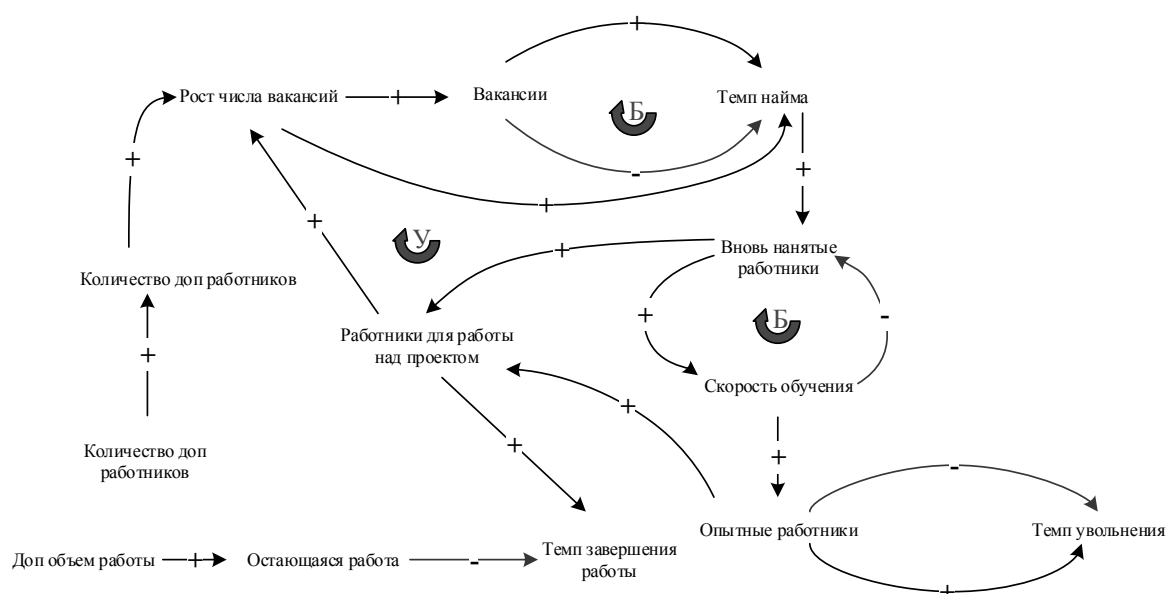 +
Рост числа вакансий
+
Вакансии
Темп найма
Б
+
-
+
+
+
У
+
Вновь нанятые
работники
Количество доп работников
+
Б
-
Работники для работы
над проектом
+
Скорость обучения
+
+
+
Количество доп
работников
-
Опытные работники
Темп увольнения
Доп объем работы
+
Остающаяся работа
-
Темп завершения
работы
+